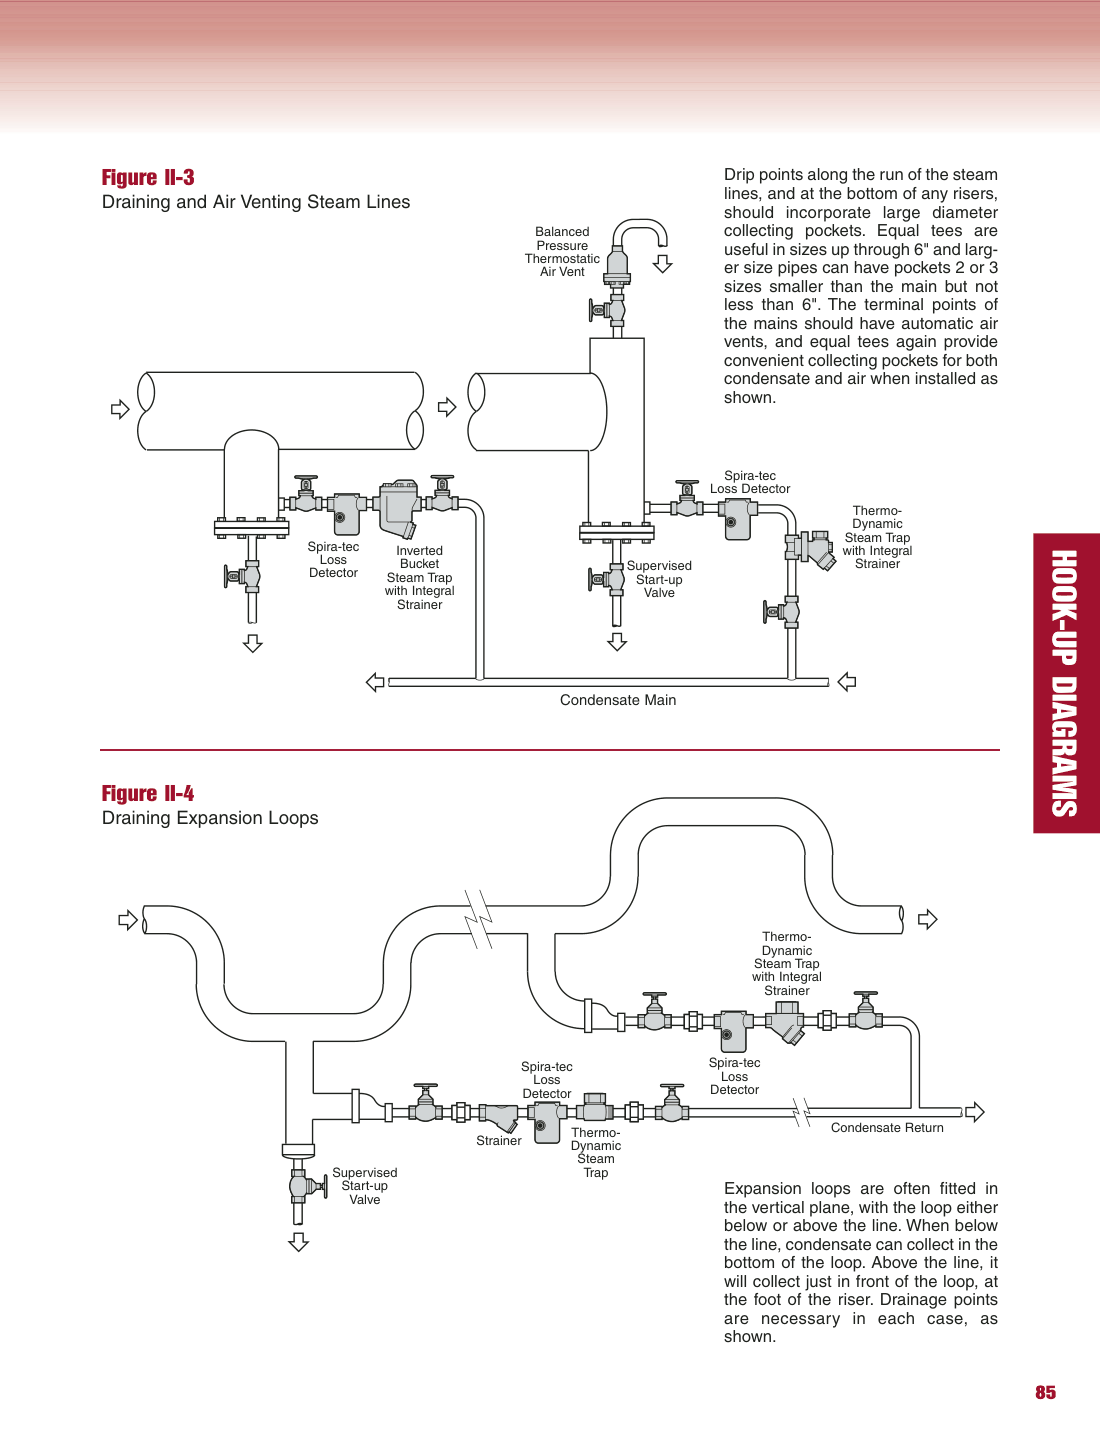 Figure II-3
Draining and Air Venting Steam Lines
Drip points along the run of the steam
lines, and at the bottom of any risers,
should incorporate large diameter
collecting pockets. Equal tees are
useful in sizes up through 6" and larg-
er size pipes can have pockets 2 or 3
sizes smaller than the main but not
less than 6". The terminal points of
the mains should have automatic air
vents, and equal tees again provide
convenient collecting pockets for both
condensate and air when installed as
shown.
Balanced
Pressure
Thermostatic
Air Vent
Spira-tec
Loss Detector
Thermo-
Dynamic
Steam Trap
with Integral
Strainer
Spira-tec
Loss
Detector
Inverted
Bucket
Steam Trap
with Integral
Strainer
Supervised
Start-up
Valve
Condensate Main
HOOK-UP DIAGRAMS
Figure II-4
Draining Expansion Loops
Thermo-
Dynamic
Steam Trap
with Integral
Strainer
Spira-tec
Loss
Detector
Spira-tec
Loss
Detector
Strainer
Thermo-
Dynamic
Steam
Trap
Condensate Return
Supervised
Start-up
Valve
Expansion loops are often fitted in
the vertical plane, with the loop either
below or above the line. When below
the line, condensate can collect in the
bottom of the loop. Above the line, it
will collect just in front of the loop, at
the foot of the riser. Drainage points
are necessary in each case, as
shown.
85